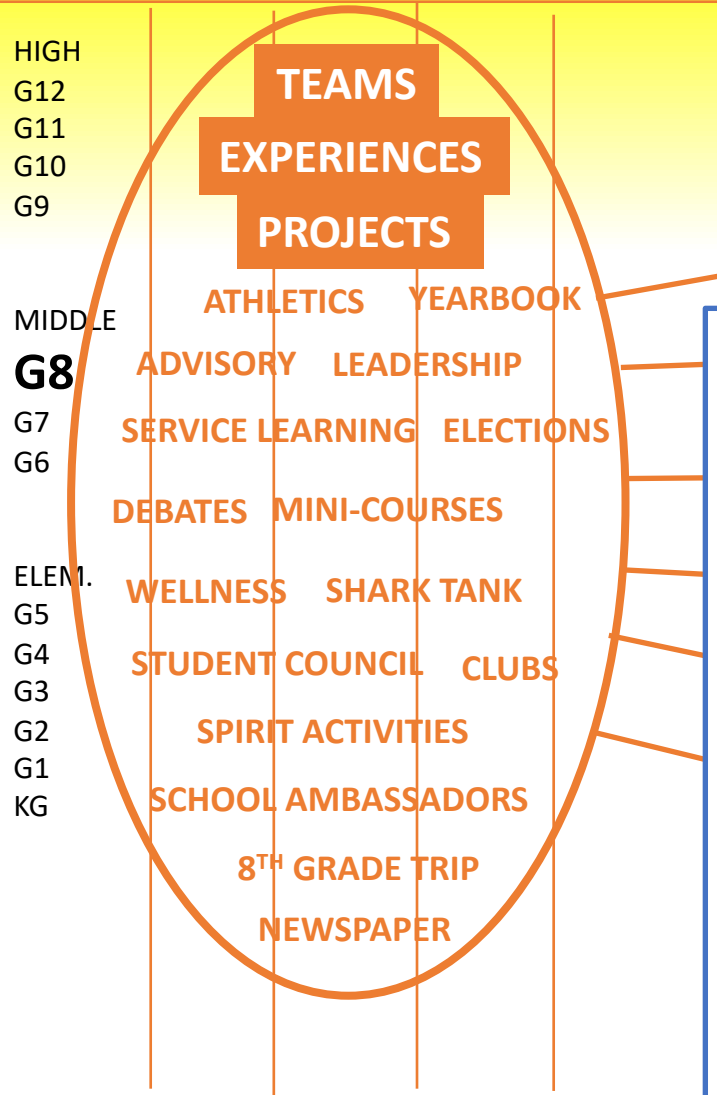 HIGH
G12
G11
G10
G9
TEAMS
EXPERIENCES
PROJECTS
MIDDLE
G8
G7
G6
ATHLETICS YEARBOOK
ADVISORY LEADERSHIP
SERVICE LEARNING ELECTIONS
DEBATES MINI-COURSES
ELEM.
G5
G4
G3
G2
G1
KG
WELLNESS SHARK TANK
STUDENT COUNCIL CLUBS
SPIRIT ACTIVITIES
SCHOOL AMBASSADORS
8TH GRADE TRIP
NEWSPAPER